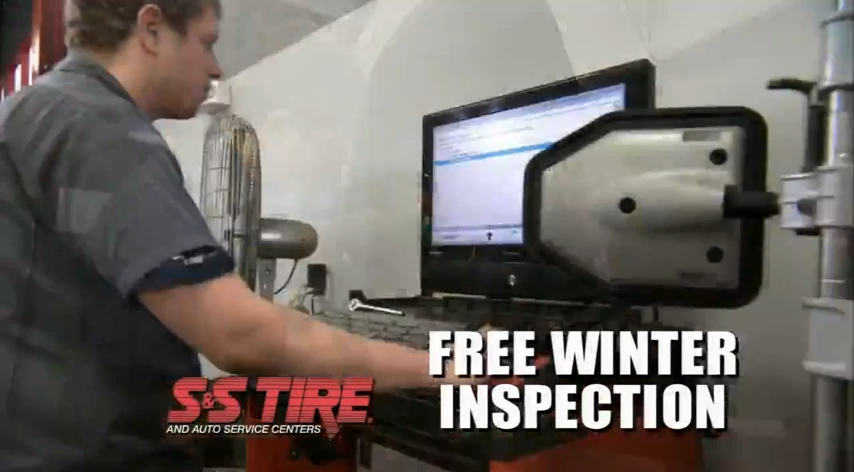 FREE WINTER
INSPECTION
S&S TIRE
AND AUTO SERVICE CENTERS